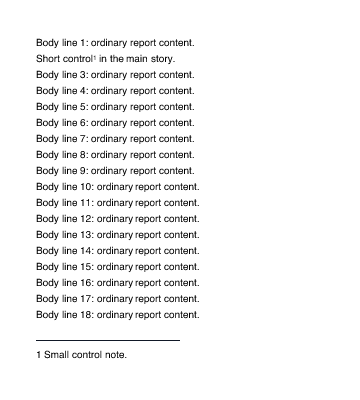 Body line 1: ordinary report content.
Short control¹ in the main story.
Body line 3: ordinary report content.
Body line 4: ordinary report content.
Body line 5: ordinary report content.
Body line 6: ordinary report content.
Body line 7: ordinary report content.
Body line 8: ordinary report content.
Body line 9: ordinary report content.
Body line 10: ordinary report content.
Body line 11: ordinary report content.
Body line 12: ordinary report content.
Body line 13: ordinary report content.
Body line 14: ordinary report content.
Body line 15: ordinary report content.
Body line 16: ordinary report content.
Body line 17: ordinary report content.
Body line 18: ordinary report content.
1 Small control note.